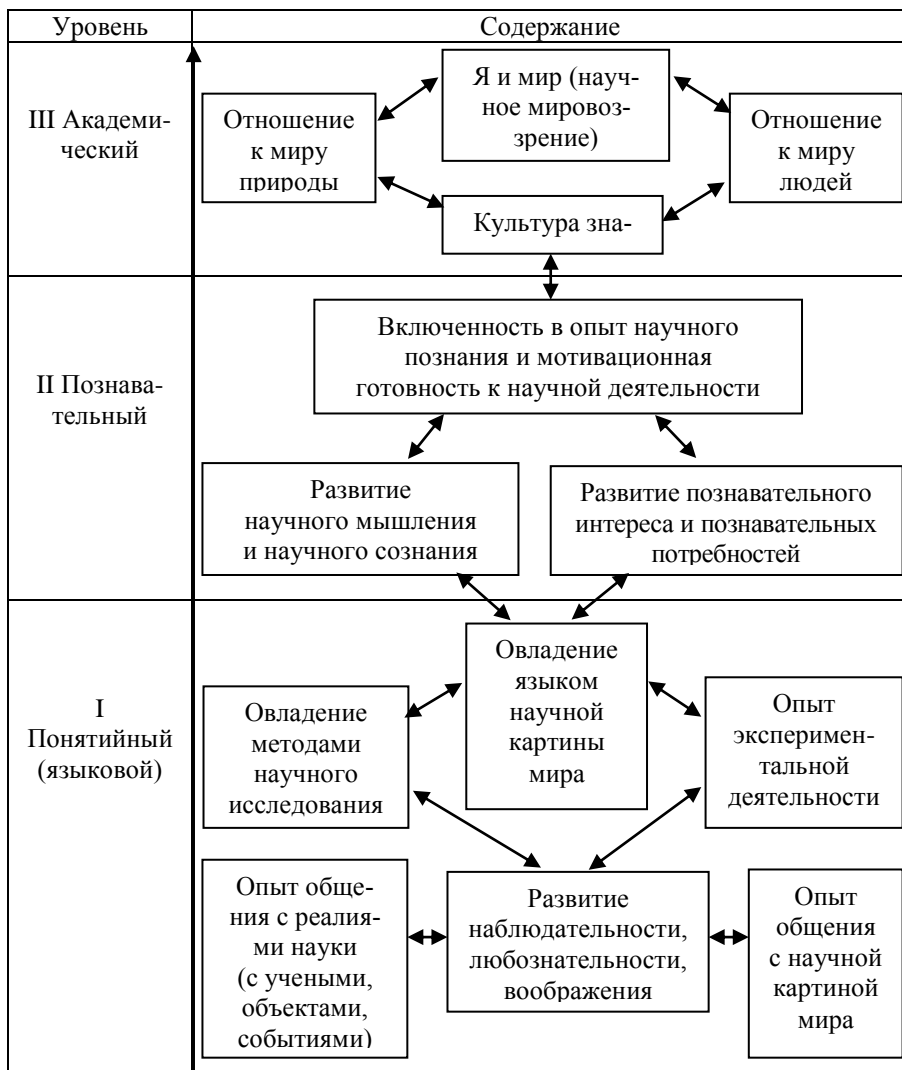 Уровень
Содержание
III Академи-
ческий
Я и мир (науч-
ное мировоз-
зрение)
Отношение
к миру
природы
Отношение
к миру
людей
Культура зна-
II Познава-
тельный
Включенность в опыт научного
познания и мотивационная
готовность к научной деятельности
Развитие
научного мышления
и научного сознания
Развитие познавательного
интереса и познавательных
потребностей
I
Понятийный
(языковой)
Овладение
языком
научной
картины
мира
Овладение
методами
научного
исследования
Опыт
эксперимен-
тальной
деятельности
Опыт обще-
ния с реалия-
ми науки
(с учеными,
объектами,
событиями)
Развитие
наблюдательности,
любознательности,
воображения
Опыт
общения
с научной
картиной
мира